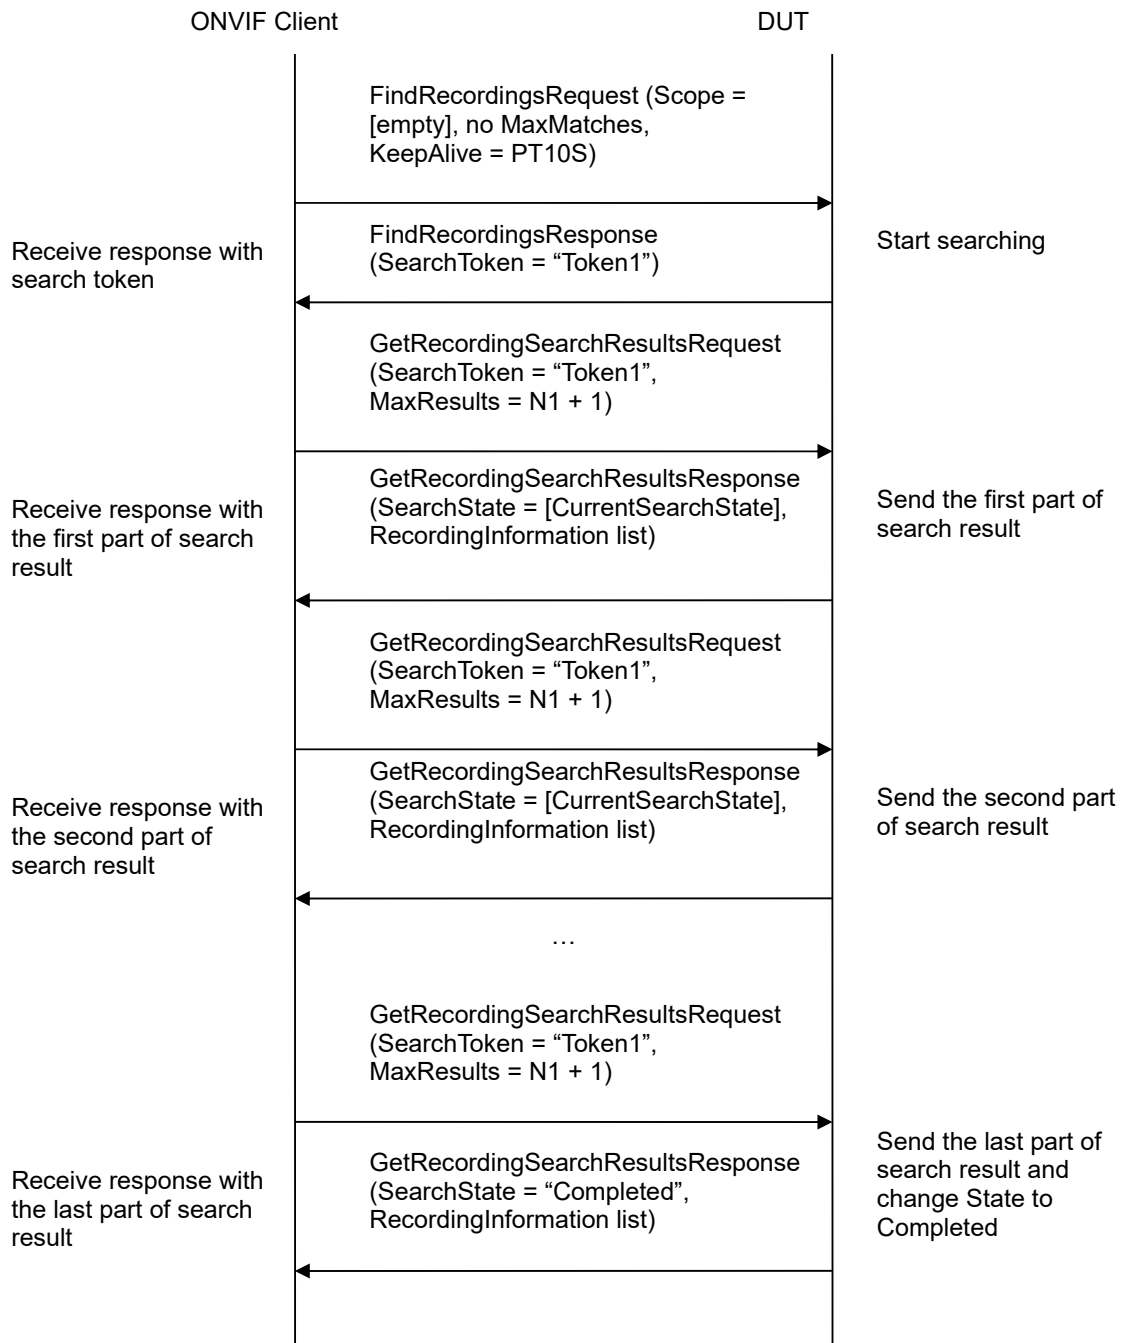 ONVIF Client
DUT
FindRecordingsRequest (Scope =
[empty], no MaxMatches,
KeepAlive = PT10S)
Receive response with
search token
FindRecordingsResponse
(SearchToken = “Token1”)
Start searching
GetRecordingSearchResultsRequest
(SearchToken = “Token1”,
MaxResults = N1 + 1)
Receive response with
the first part of search
result
GetRecordingSearchResultsResponse
(SearchState = [CurrentSearchState],
RecordingInformation list)
Send the first part of
search result
GetRecordingSearchResultsRequest
(SearchToken = “Token1”,
MaxResults = N1 + 1)
Receive response with
the second part of
search result
GetRecordingSearchResultsResponse
(SearchState = [CurrentSearchState],
RecordingInformation list)
Send the second part
of search result
…
GetRecordingSearchResultsRequest
(SearchToken = “Token1”,
MaxResults = N1 + 1)
Receive response with
the last part of search
result
GetRecordingSearchResultsResponse
(SearchState = “Completed”,
RecordingInformation list)
Send the last part of
search result and
change State to
Completed